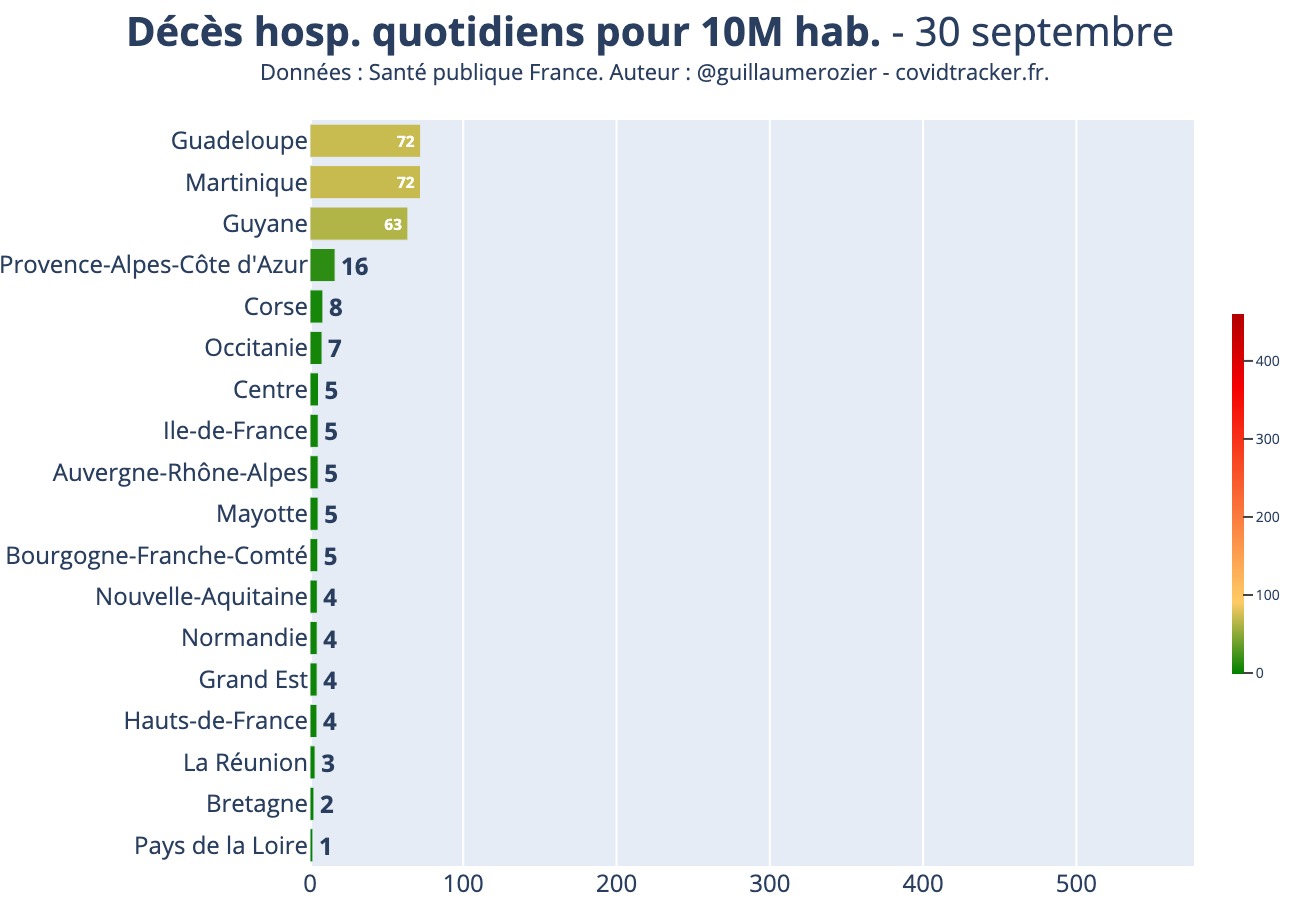 Décès hosp. quotidiens pour 10M hab. - 30 septembre
Données : Santé publique France. Auteur : @guillaumerozier - covidtracker.fr.
Guadeloupe 72
Martinique 72
Guyane 63
Provence-Alpes-Côte d'Azur 16
Corse 8
Occitanie 7
Centre 5
Ile-de-France 5
Auvergne-Rhône-Alpes 5
Mayotte 5
Bourgogne-Franche-Comté 5
Nouvelle-Aquitaine 4
Normandie 4
Grand Est 4
Hauts-de-France 4
La Réunion 3
Bretagne 2
Pays de la Loire 1
0 100 200 300 400 500
400
300
200
100
0